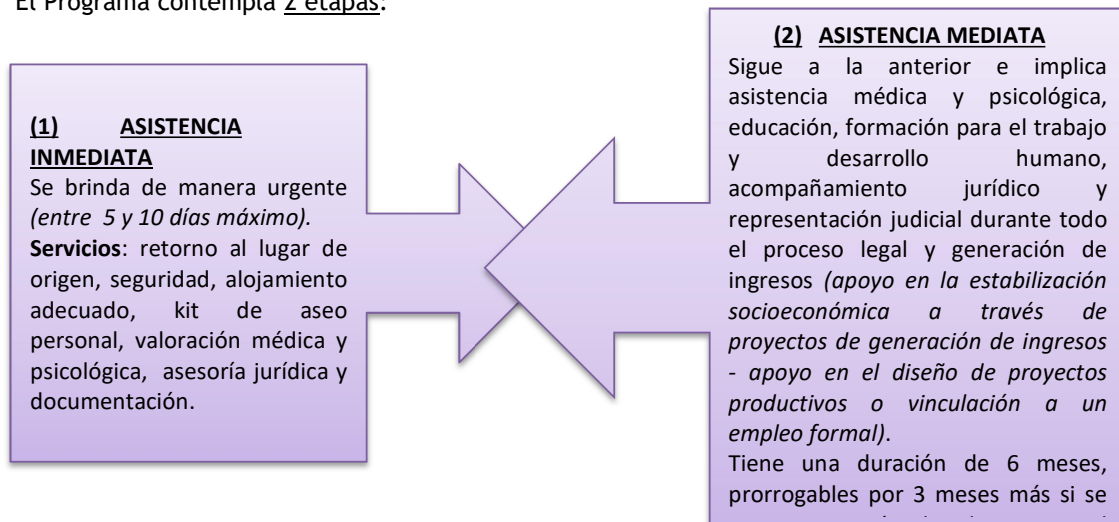 El Programa contempla 2 etapas:
(1) ASISTENCIA
INMEDIATA
Se brinda de manera urgente
(entre 5 y 10 días máximo).
Servicios: retorno al lugar de
origen, seguridad, alojamiento
adecuado, kit de aseo
personal, valoración médica y
psicológica, asesoría jurídica y
documentación.
(2) ASISTENCIA MEDIATA
Sigue a la anterior e implica
asistencia médica y psicológica,
educación, formación para el trabajo
y desarrollo humano,
acompañamiento jurídico y
representación judicial durante todo
el proceso legal y generación de
ingresos (apoyo en la estabilización
socioeconómica a través de
proyectos de generación de ingresos
- apoyo en el diseño de proyectos
productivos o vinculación a un
empleo formal).
Tiene una duración de 6 meses,
prorrogables por 3 meses más si se